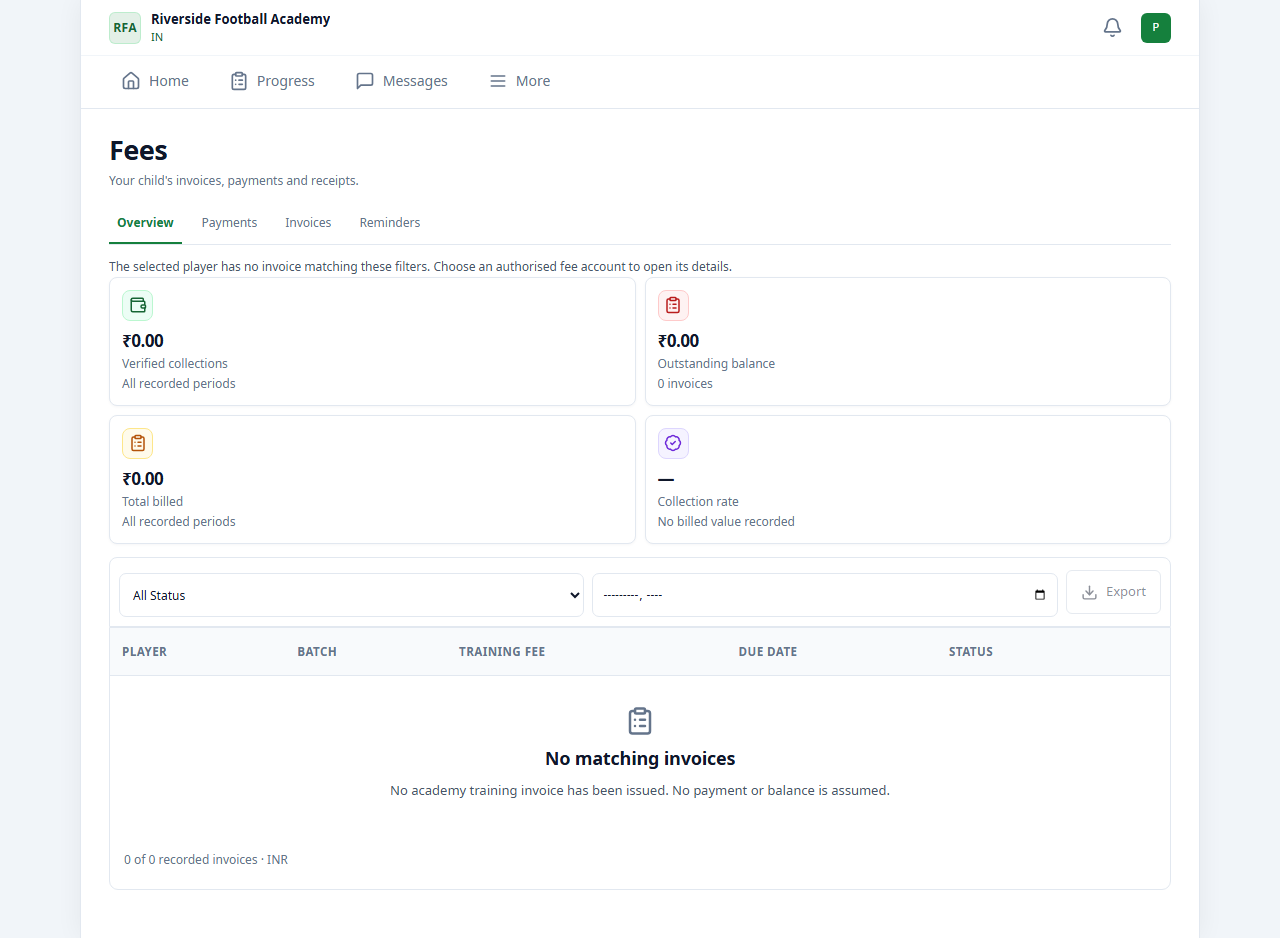 RFA
Riverside Football Academy
IN
P
Home
Progress
Messages
More
Fees
Your child's invoices, payments and receipts.
Overview
Payments
Invoices
Reminders
The selected player has no invoice matching these filters. Choose an authorised fee account to open its details.
₹0.00
Verified collections
All recorded periods
₹0.00
Outstanding balance
0 invoices
₹0.00
Total billed
All recorded periods
—
Collection rate
No billed value recorded
All Status
---------, ----
Export
PLAYER
BATCH
TRAINING FEE
DUE DATE
STATUS
No matching invoices
No academy training invoice has been issued. No payment or balance is assumed.
0 of 0 recorded invoices · INR